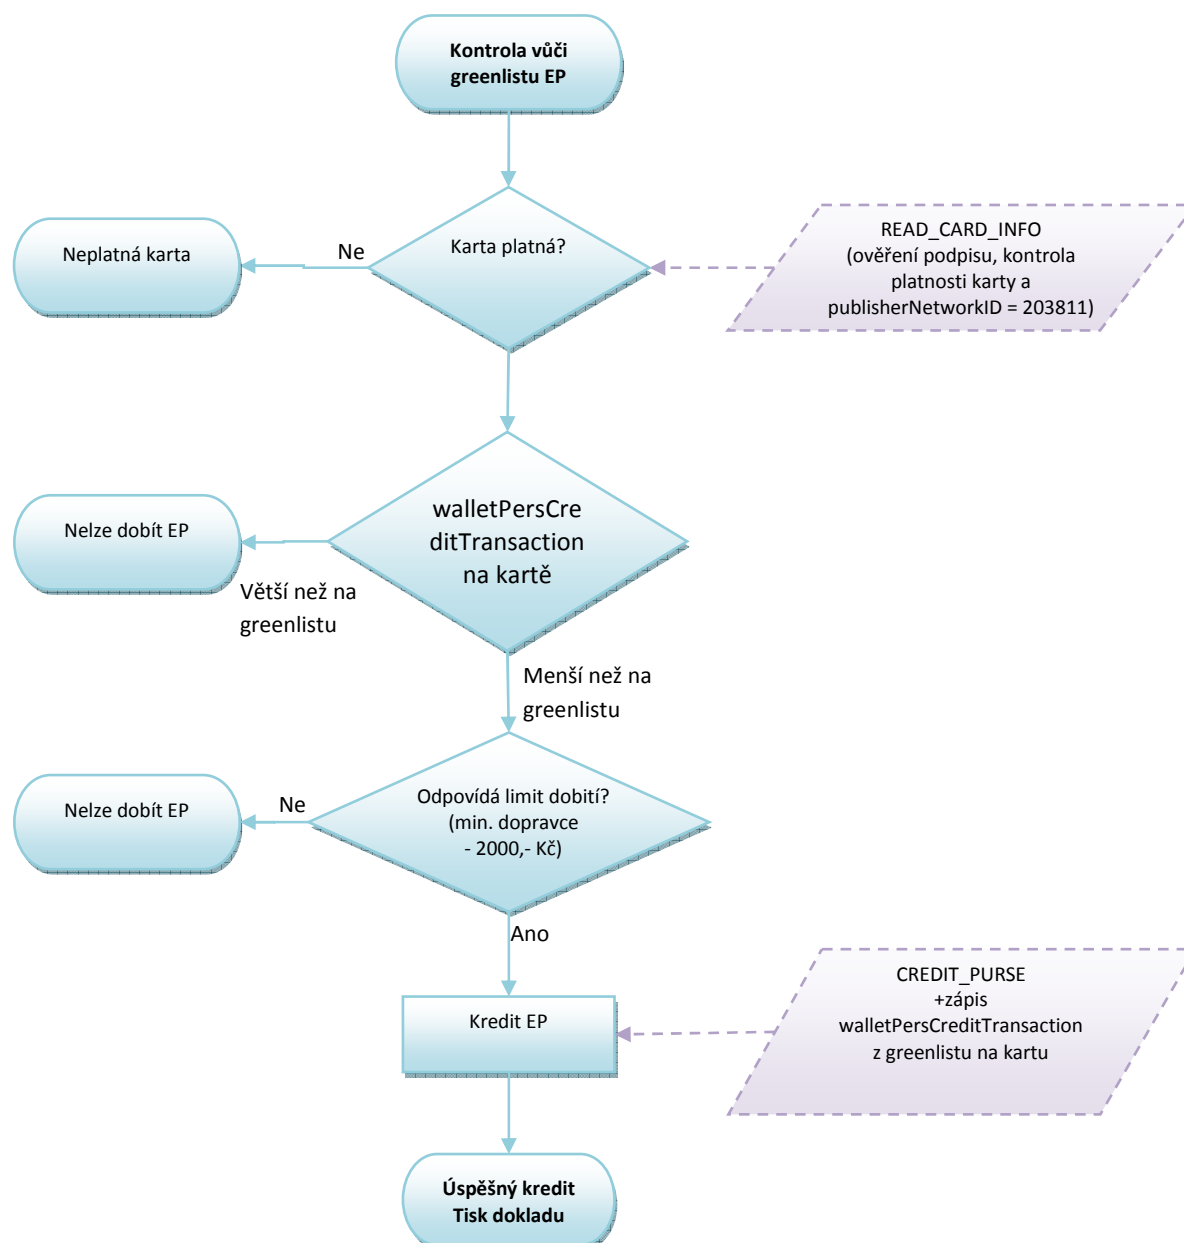 Kontrola vůči
greenlistu EP
Neplatná karta
Ne
Karta platná?
READ_CARD_INFO
(ověření podpisu, kontrola
platnosti karty a
publisherNetworkID = 203811)
Nelze dobít EP
walletPersCre
ditTransaction
na kartě
Větší než na
greenlistu
Menší než na
greenlistu
Nelze dobít EP
Ne
Odpovídá limit dobití?
(min. dopravce
- 2000,- Kč)
Ano
Kredit EP
CREDIT_PURSE
+zápis
walletPersCreditTransaction
z greenlistu na kartu
Úspěšný kredit
Tisk dokladu